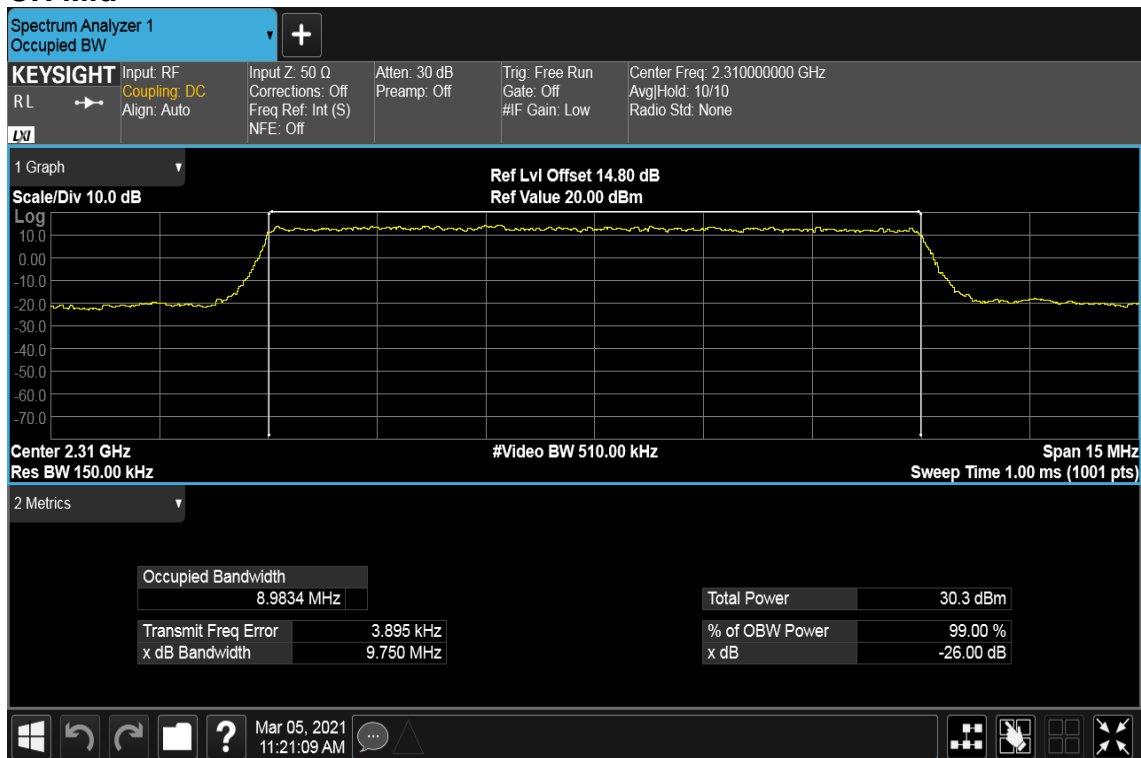 Spectrum Analyzer 1
Occupied BW
+
KEYSIGHT
RL
LXI
Input: RF
Coupling: DC
Align: Auto
Input Z: 50 Ω
Corrections: Off
Freq Ref: Int (S)
NFE: Off
Atten: 30 dB
Preamp: Off
Trig: Free Run
Gate: Off
#IF Gain: Low
Center Freq: 2.310000000 GHz
Avg|Hold: 10/10
Radio Std: None
1 Graph
Scale/Div 10.0 dB
Ref Lvl Offset 14.80 dB
Ref Value 20.00 dBm
Log
10.0
0.00
-10.0
-20.0
-30.0
-40.0
-50.0
-60.0
-70.0
Center 2.31 GHz
#Video BW 510.00 kHz
Span 15 MHz
Res BW 150.00 kHz
Sweep Time 1.00 ms (1001 pts)
2 Metrics
Occupied Bandwidth
8.9834 MHz
Total Power 30.3 dBm
Transmit Freq Error 3.895 kHz
% of OBW Power 99.00 %
x dB Bandwidth 9.750 MHz
x dB -26.00 dB
?
Mar 05, 2021
11:21:09 AM